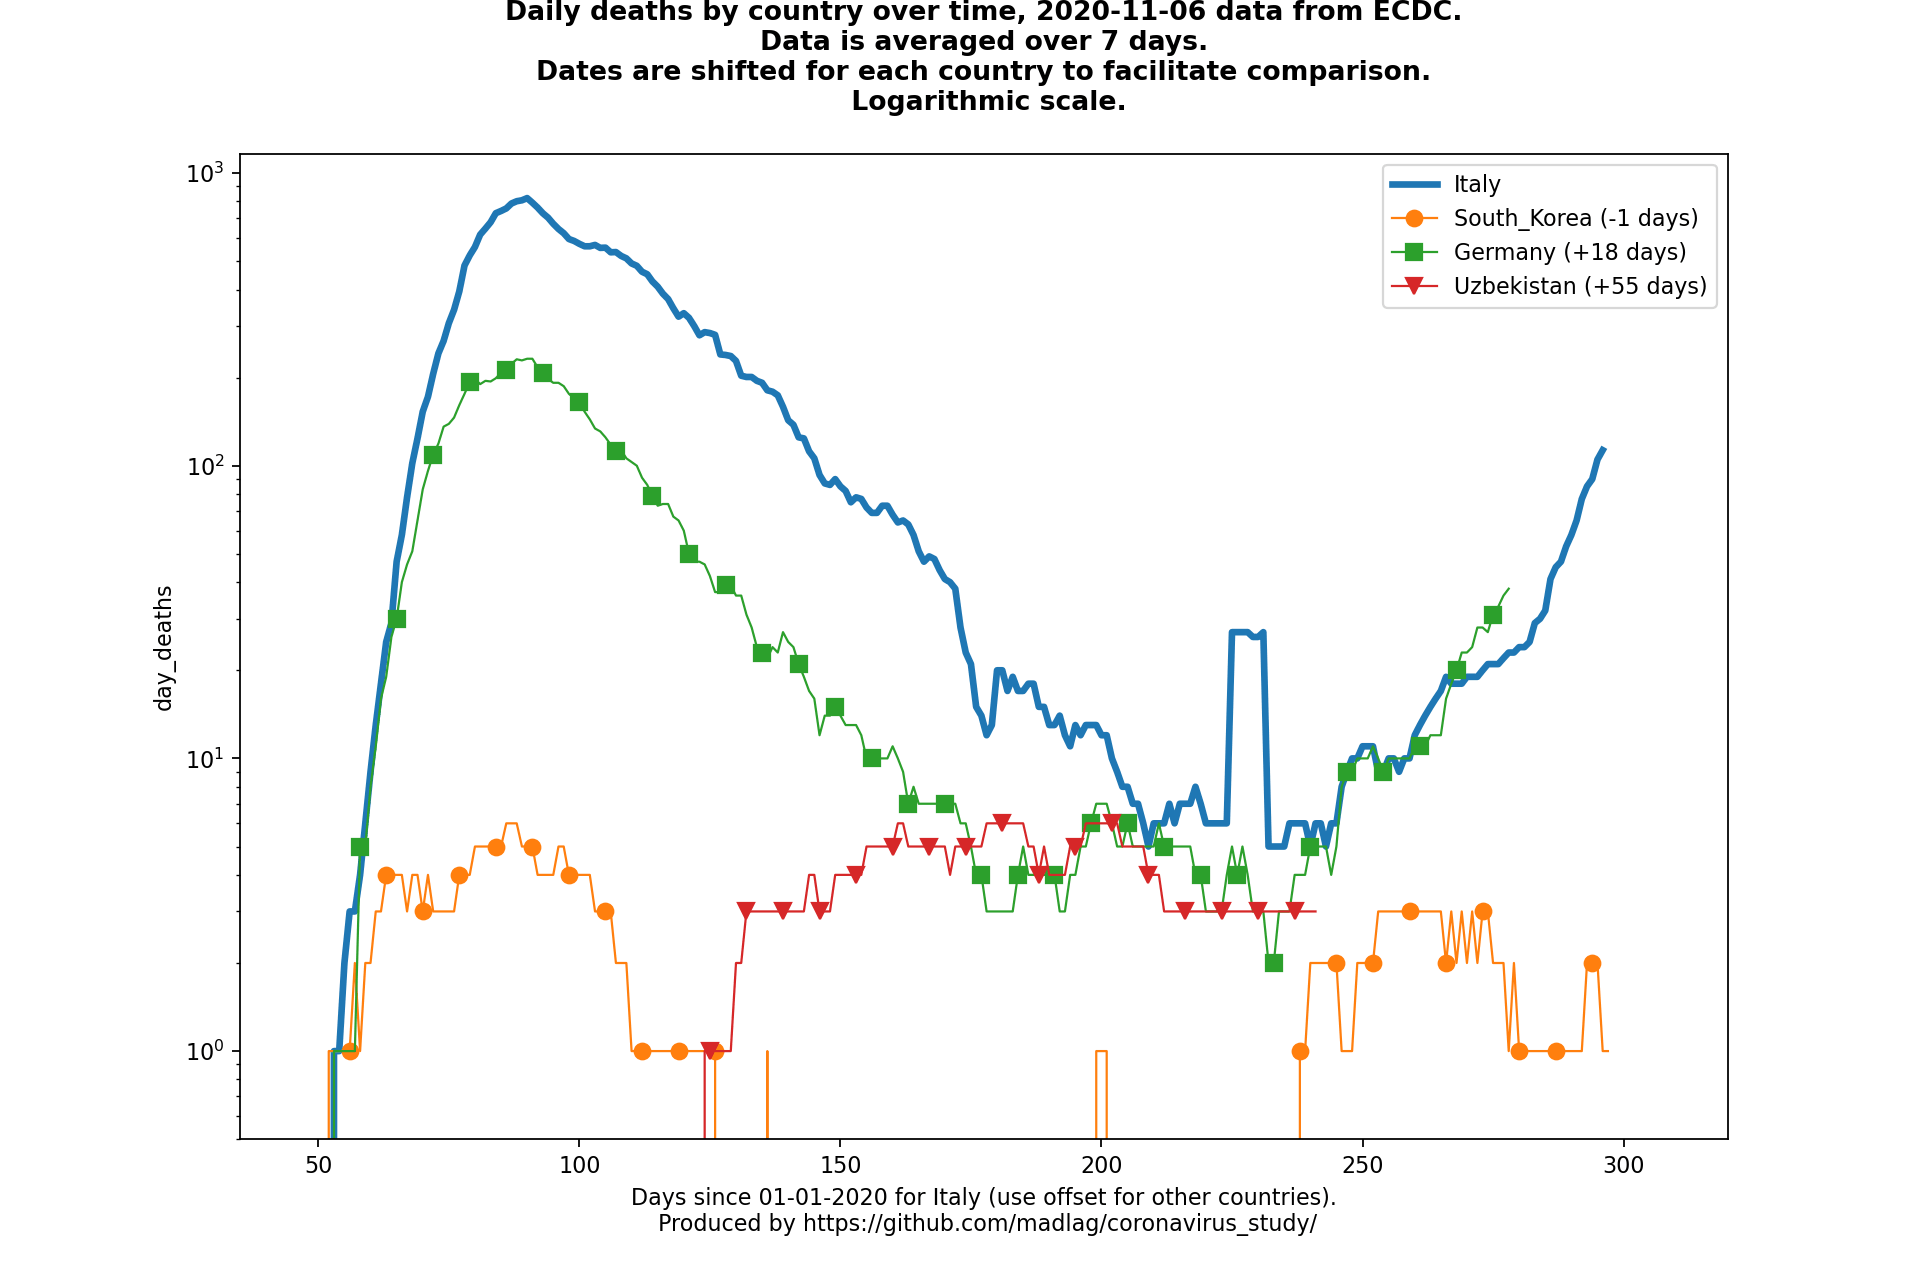 Daily deaths by country over time, 2020-11-06 data from ECDC.
Data is averaged over 7 days.
Dates are shifted for each country to facilitate comparison.
Logarithmic scale.
10³
10²
10¹
10⁰
day_deaths
Italy
South_Korea (-1 days)
Germany (+18 days)
Uzbekistan (+55 days)
50 100 150 200 250 300
Days since 01-01-2020 for Italy (use offset for other countries).
Produced by https://github.com/madlag/coronavirus_study/